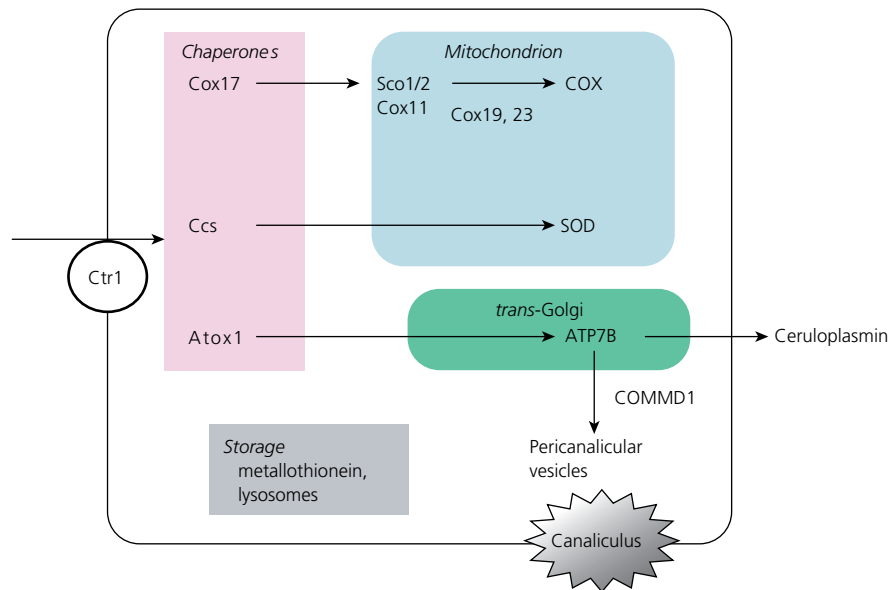 Chaperones
Cox17
Ccs
Atox1
Mitochondrion
Sco1/2
Cox11
Cox19, 23
COX
SOD
Ctr1
trans-Golgi
ATP7B
Ceruloplasmin
COMMD1
Pericanalicular
vesicles
Storage
metallothionein,
lysosomes
Canaliculus